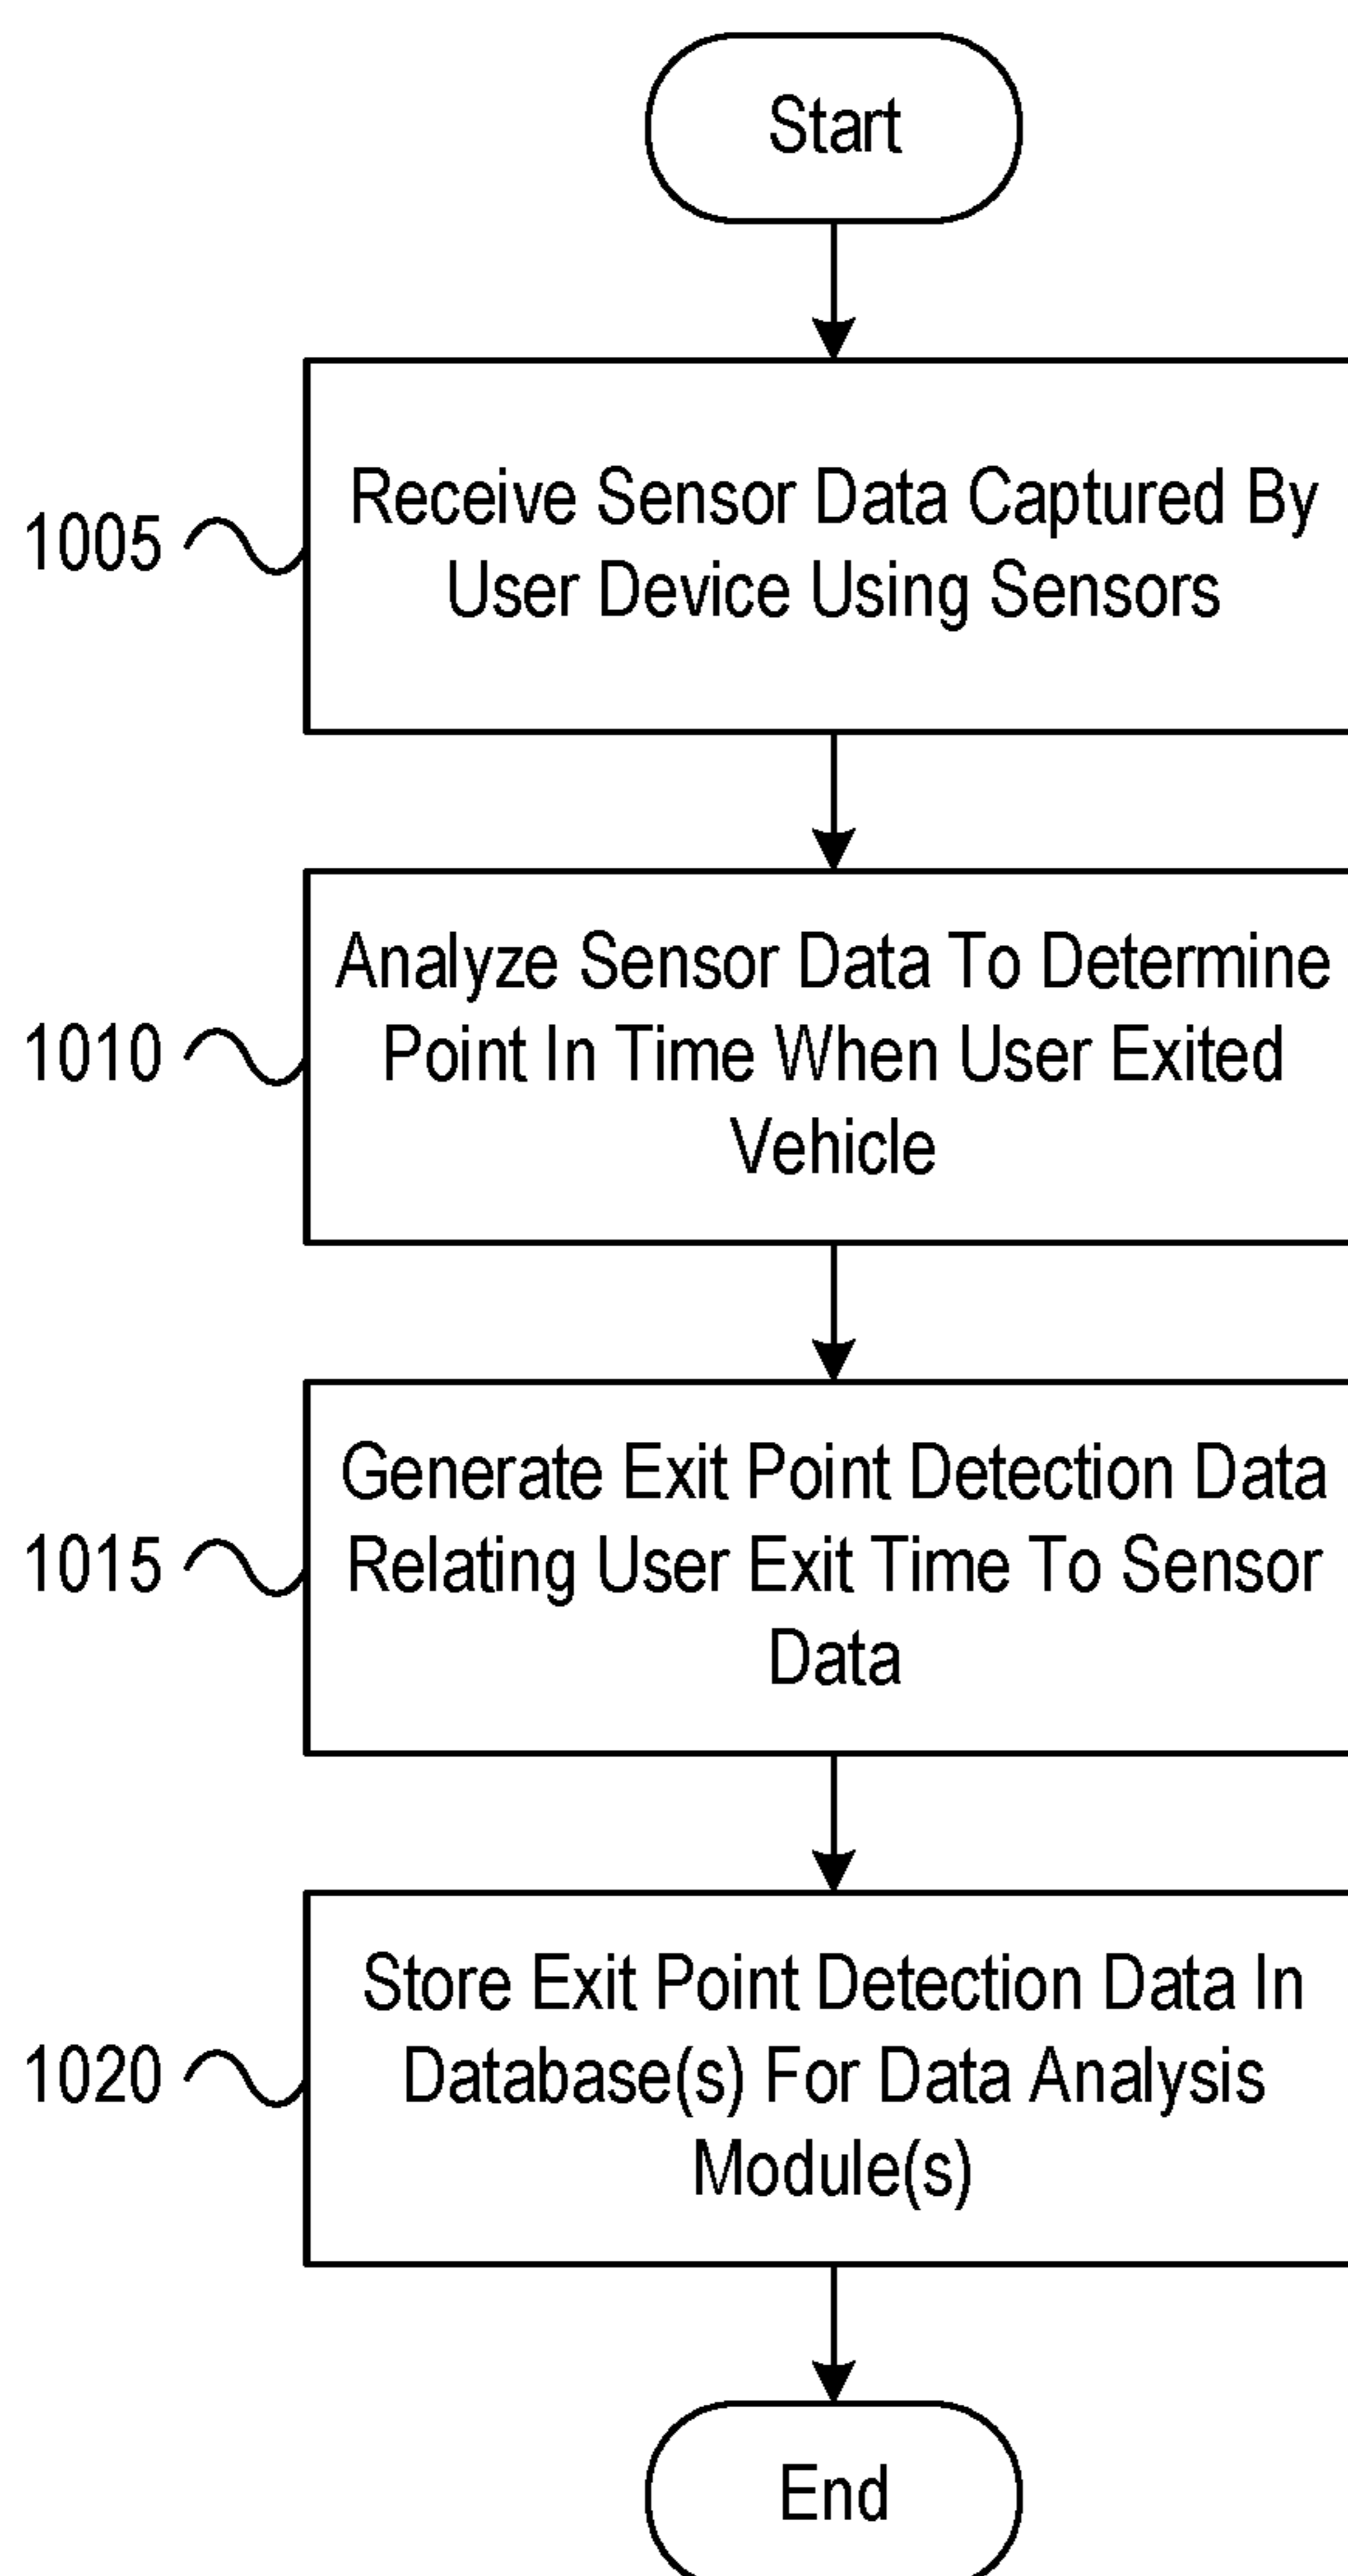 Start
1005
Receive Sensor Data Captured By
User Device Using Sensors
1010
Analyze Sensor Data To Determine
Point In Time When User Exited
Vehicle
1015
Generate Exit Point Detection Data
Relating User Exit Time To Sensor
Data
1020
Store Exit Point Detection Data In
Database(s) For Data Analysis
Module(s)
End